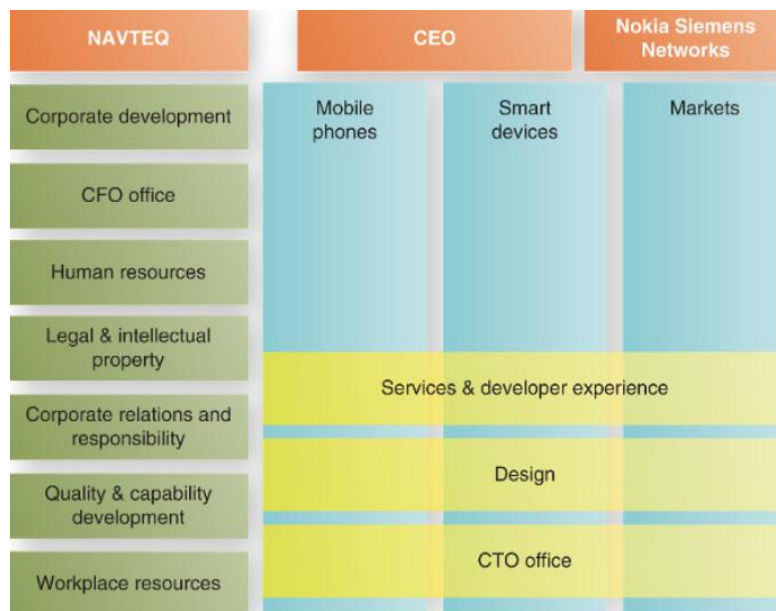 NAVTEQ
CEO
Nokia Siemens
Networks
Corporate development
CFO office
Human resources
Legal & intellectual
property
Corporate relations and
responsibility
Quality & capability
development
Workplace resources
Mobile
phones
Smart
devices
Markets
Services & developer experience
Design
CTO office